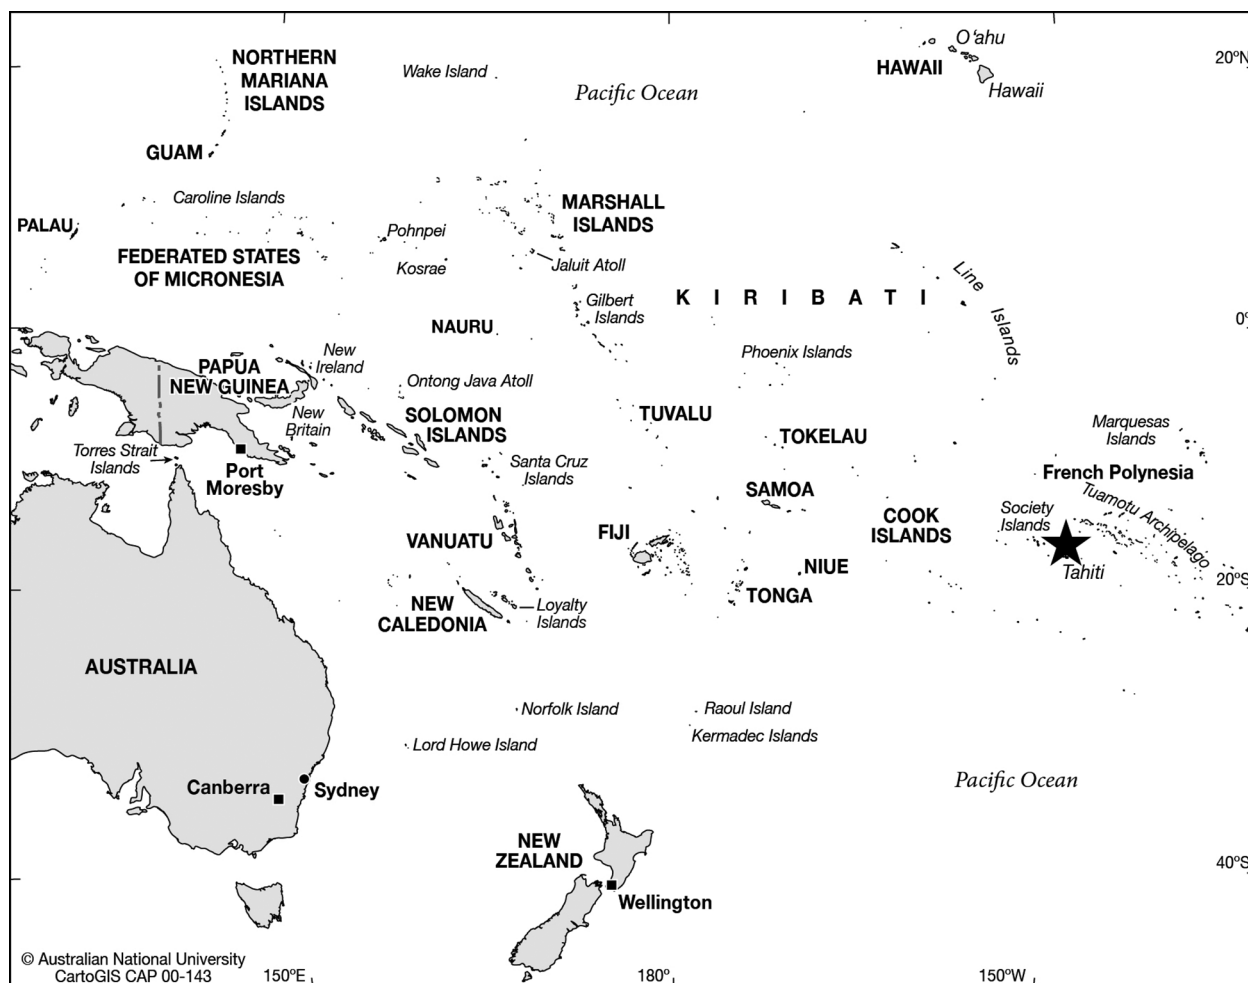 NORTHERN
MARIANA
ISLANDS
Wake Island
Pacific Ocean
O'ahu
HAWAII
Hawaii
20ºN
GUAM
Caroline Islands
MARSHALL
ISLANDS
PALAU
Pohnpei
FEDERATED STATES
OF MICRONESIA
Kosrae
Jaluit Atoll
Line
Islands
KIRIBATI
Gilbert
Islands
NAURU
0º
New
Ireland
Phoenix Islands
PAPUA
NEW GUINEA
Ontong Java Atoll
New
Britain
SOLOMON
ISLANDS
TUVALU
TOKELAU
Marquesas
Islands
Torres Strait
Islands
Port
Moresby
Santa Cruz
Islands
French Polynesia
SAMOA
Tuamotu Archipelago
Society
Islands
COOK
ISLANDS
FIJI
VANUATU
NIUE
Tahiti
20ºS
TONGA
NEW
CALEDONIA
Loyalty
Islands
AUSTRALIA
Norfolk Island
Raoul Island
Kermadec Islands
Lord Howe Island
Pacific Ocean
Canberra
Sydney
NEW
ZEALAND
40ºS
Wellington
© Australian National University
CartoGIS CAP 00-143
150ºE
180º
150ºW